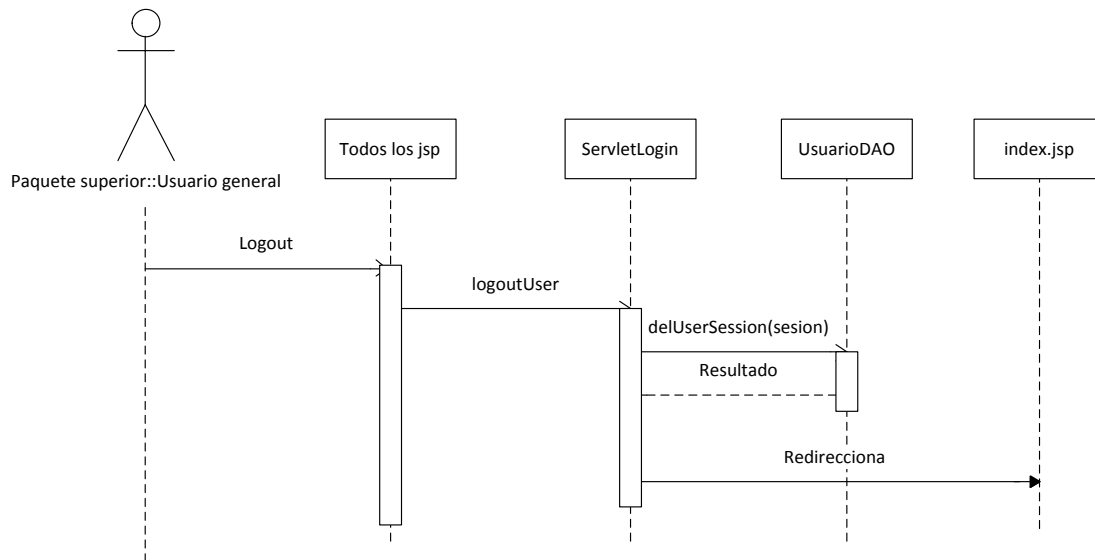 Todos los jsp
ServletLogin
UsuarioDAO
index.jsp
Paquete superior::Usuario general
Logout
logoutUser
delUserSession(sesion)
Resultado
Redirecciona